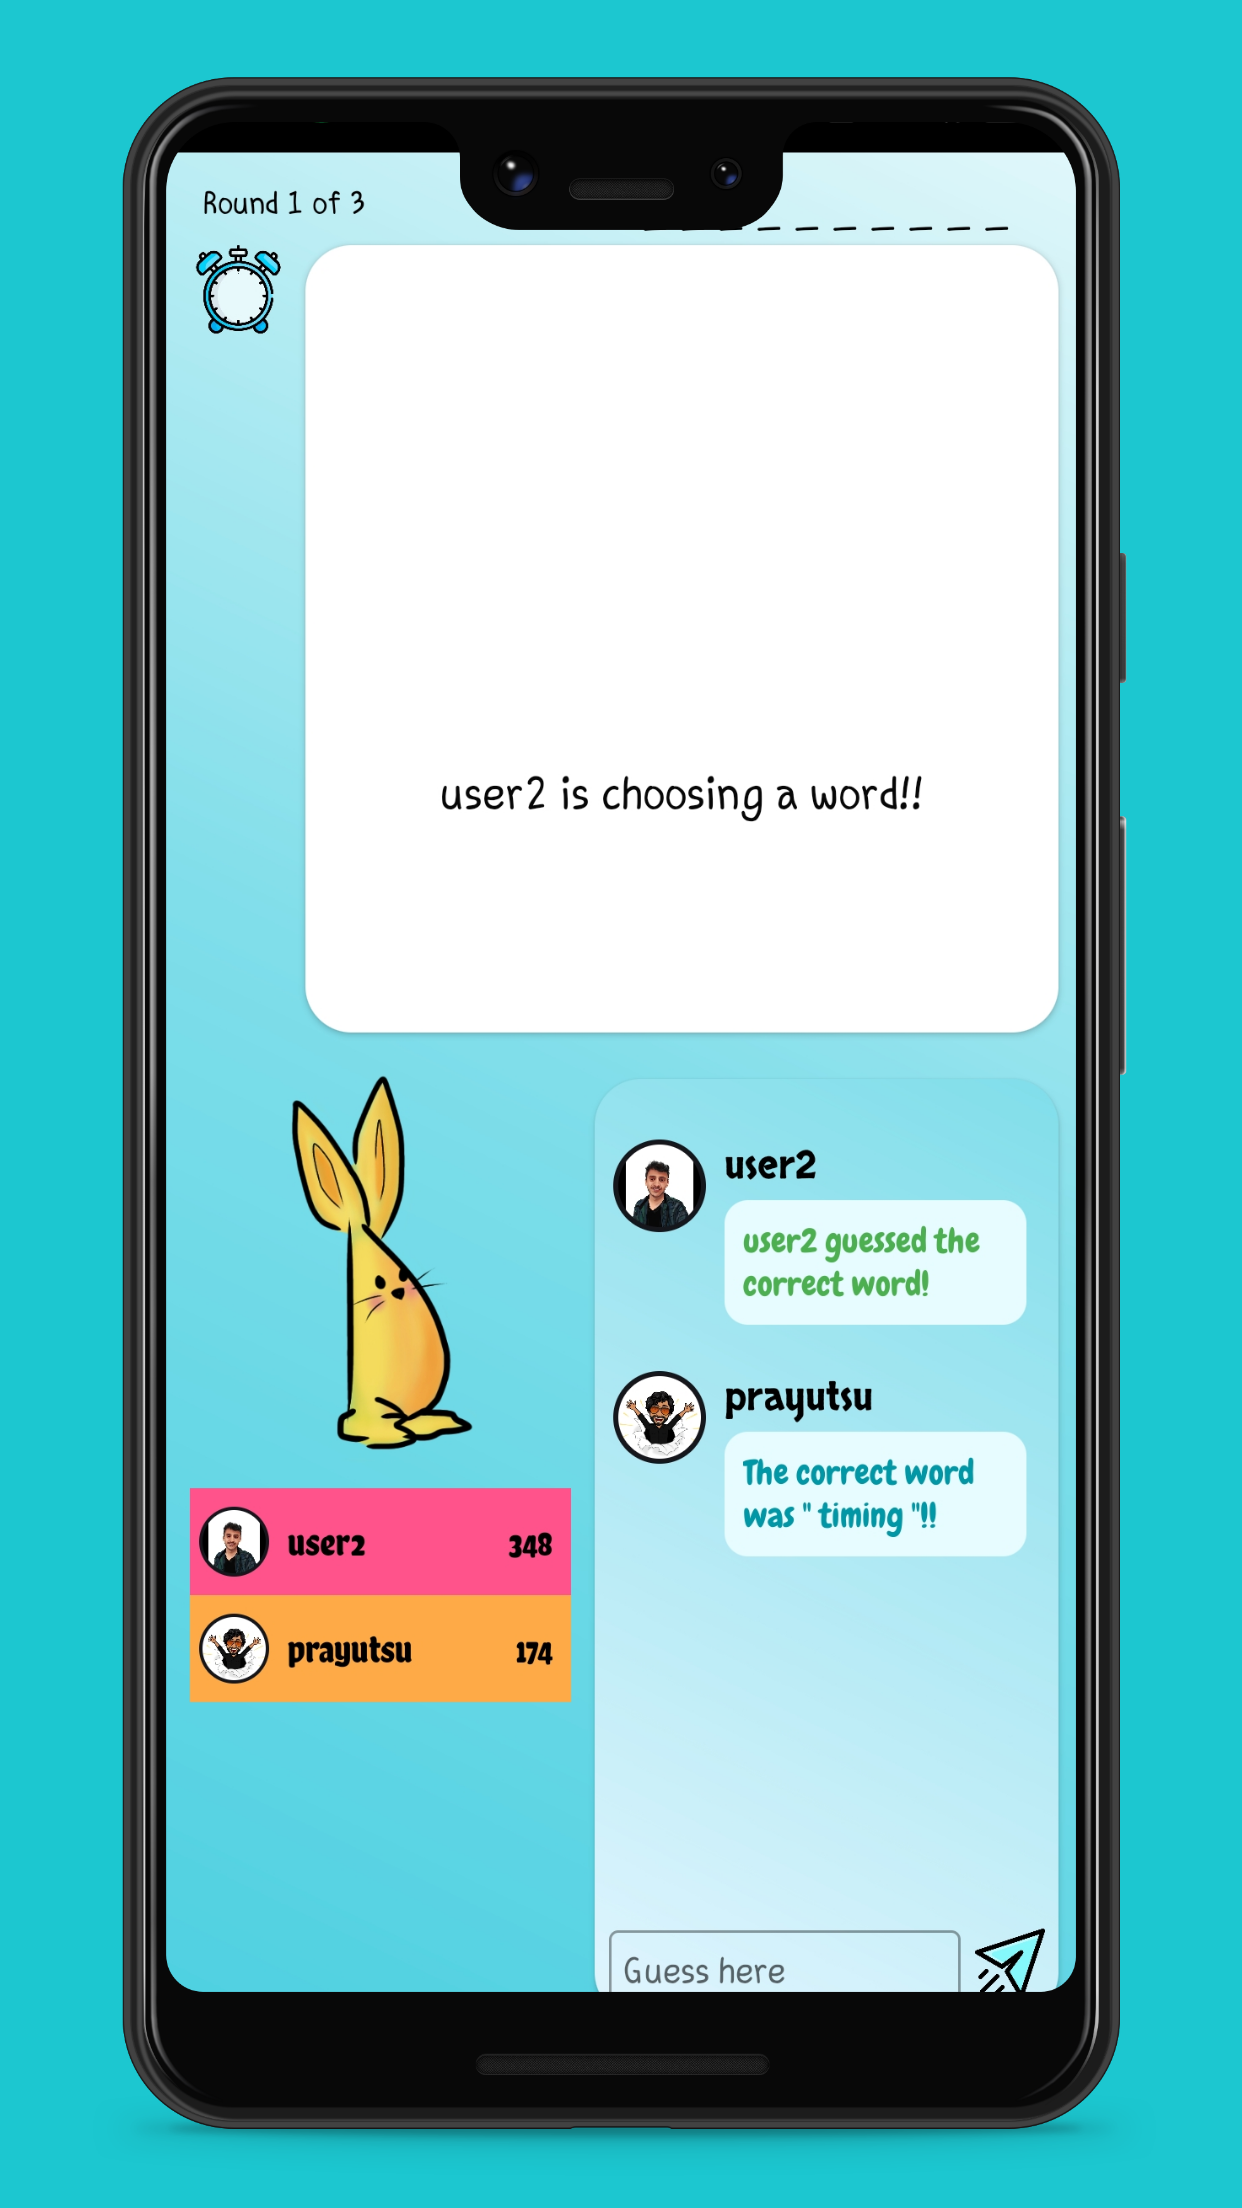 Round 1 of 3
_ _ _ _ _ _ _ _ _ _
user2 is choosing a word!!
user2
user2 guessed the
correct word!
prayutsu
The correct word
was " timing "!!
user2 348
prayutsu 174
Guess here